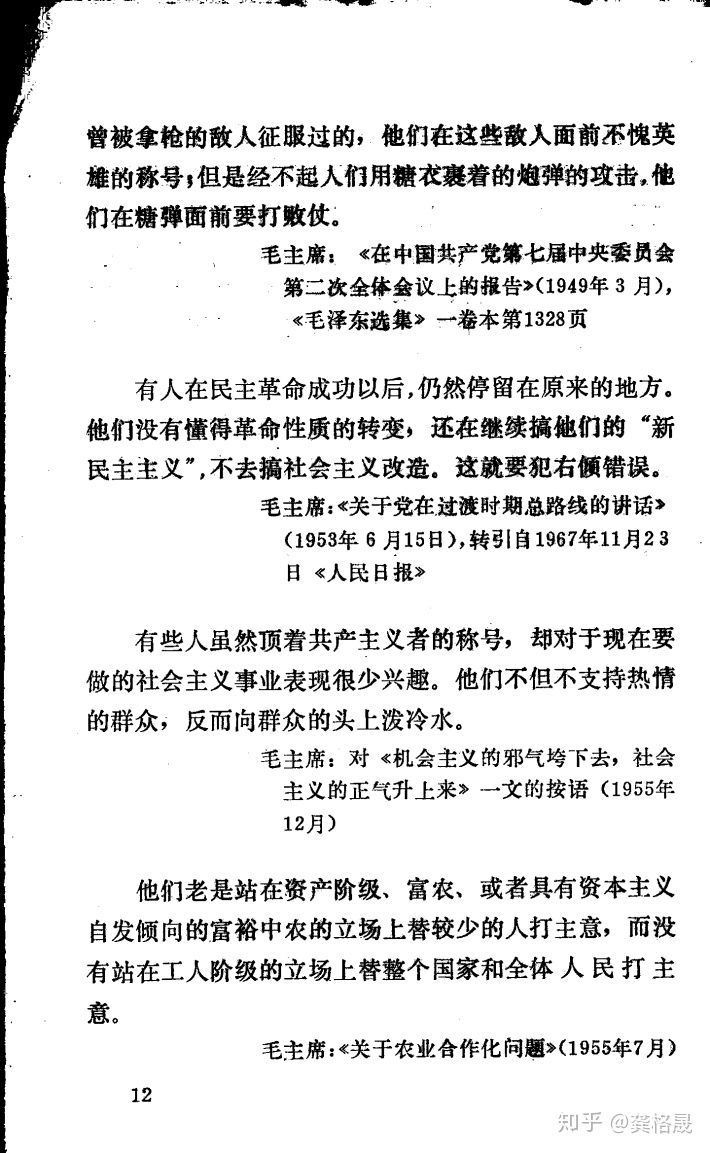 曾被拿枪的敌人征服过的，他们在这些敌人面前不愧英
雄的称号；但是经不起人们用糖衣裹着的炮弹的攻击，他
们在糖弹面前要打败仗。
毛主席：《在中国共产党第七届中央委员会
第二次全体会议上的报告》（1949年3月），
《毛泽东选集》一卷本第1328页
有人在民主革命成功以后，仍然停留在原来的地方。
他们没有懂得革命性质的转变，还在继续搞他们的“新
民主主义”，不去搞社会主义改造。这就要犯右倾错误。
毛主席：《关于党在过渡时期总路线的讲话》
（1953年6月15日），转引自1967年11月23
日《人民日报》
有些人虽然顶着共产主义者的称号，却对于现在要
做的社会主义事业表现很少兴趣。他们不但不支持热情
的群众，反而向群众的头上泼冷水。
毛主席：对《机会主义的邪气垮下去，社会
主义的正气升上来》一文的按语（1955年
12月）
他们老是站在资产阶级、富农、或者具有资本主义
自发倾向的富裕中农的立场上替较少的人打主意，而没
有站在工人阶级的立场上替整个国家和全体人民打主
意。
毛主席：《关于农业合作化问题》（1955年7月）
12
知乎 @龚格晟